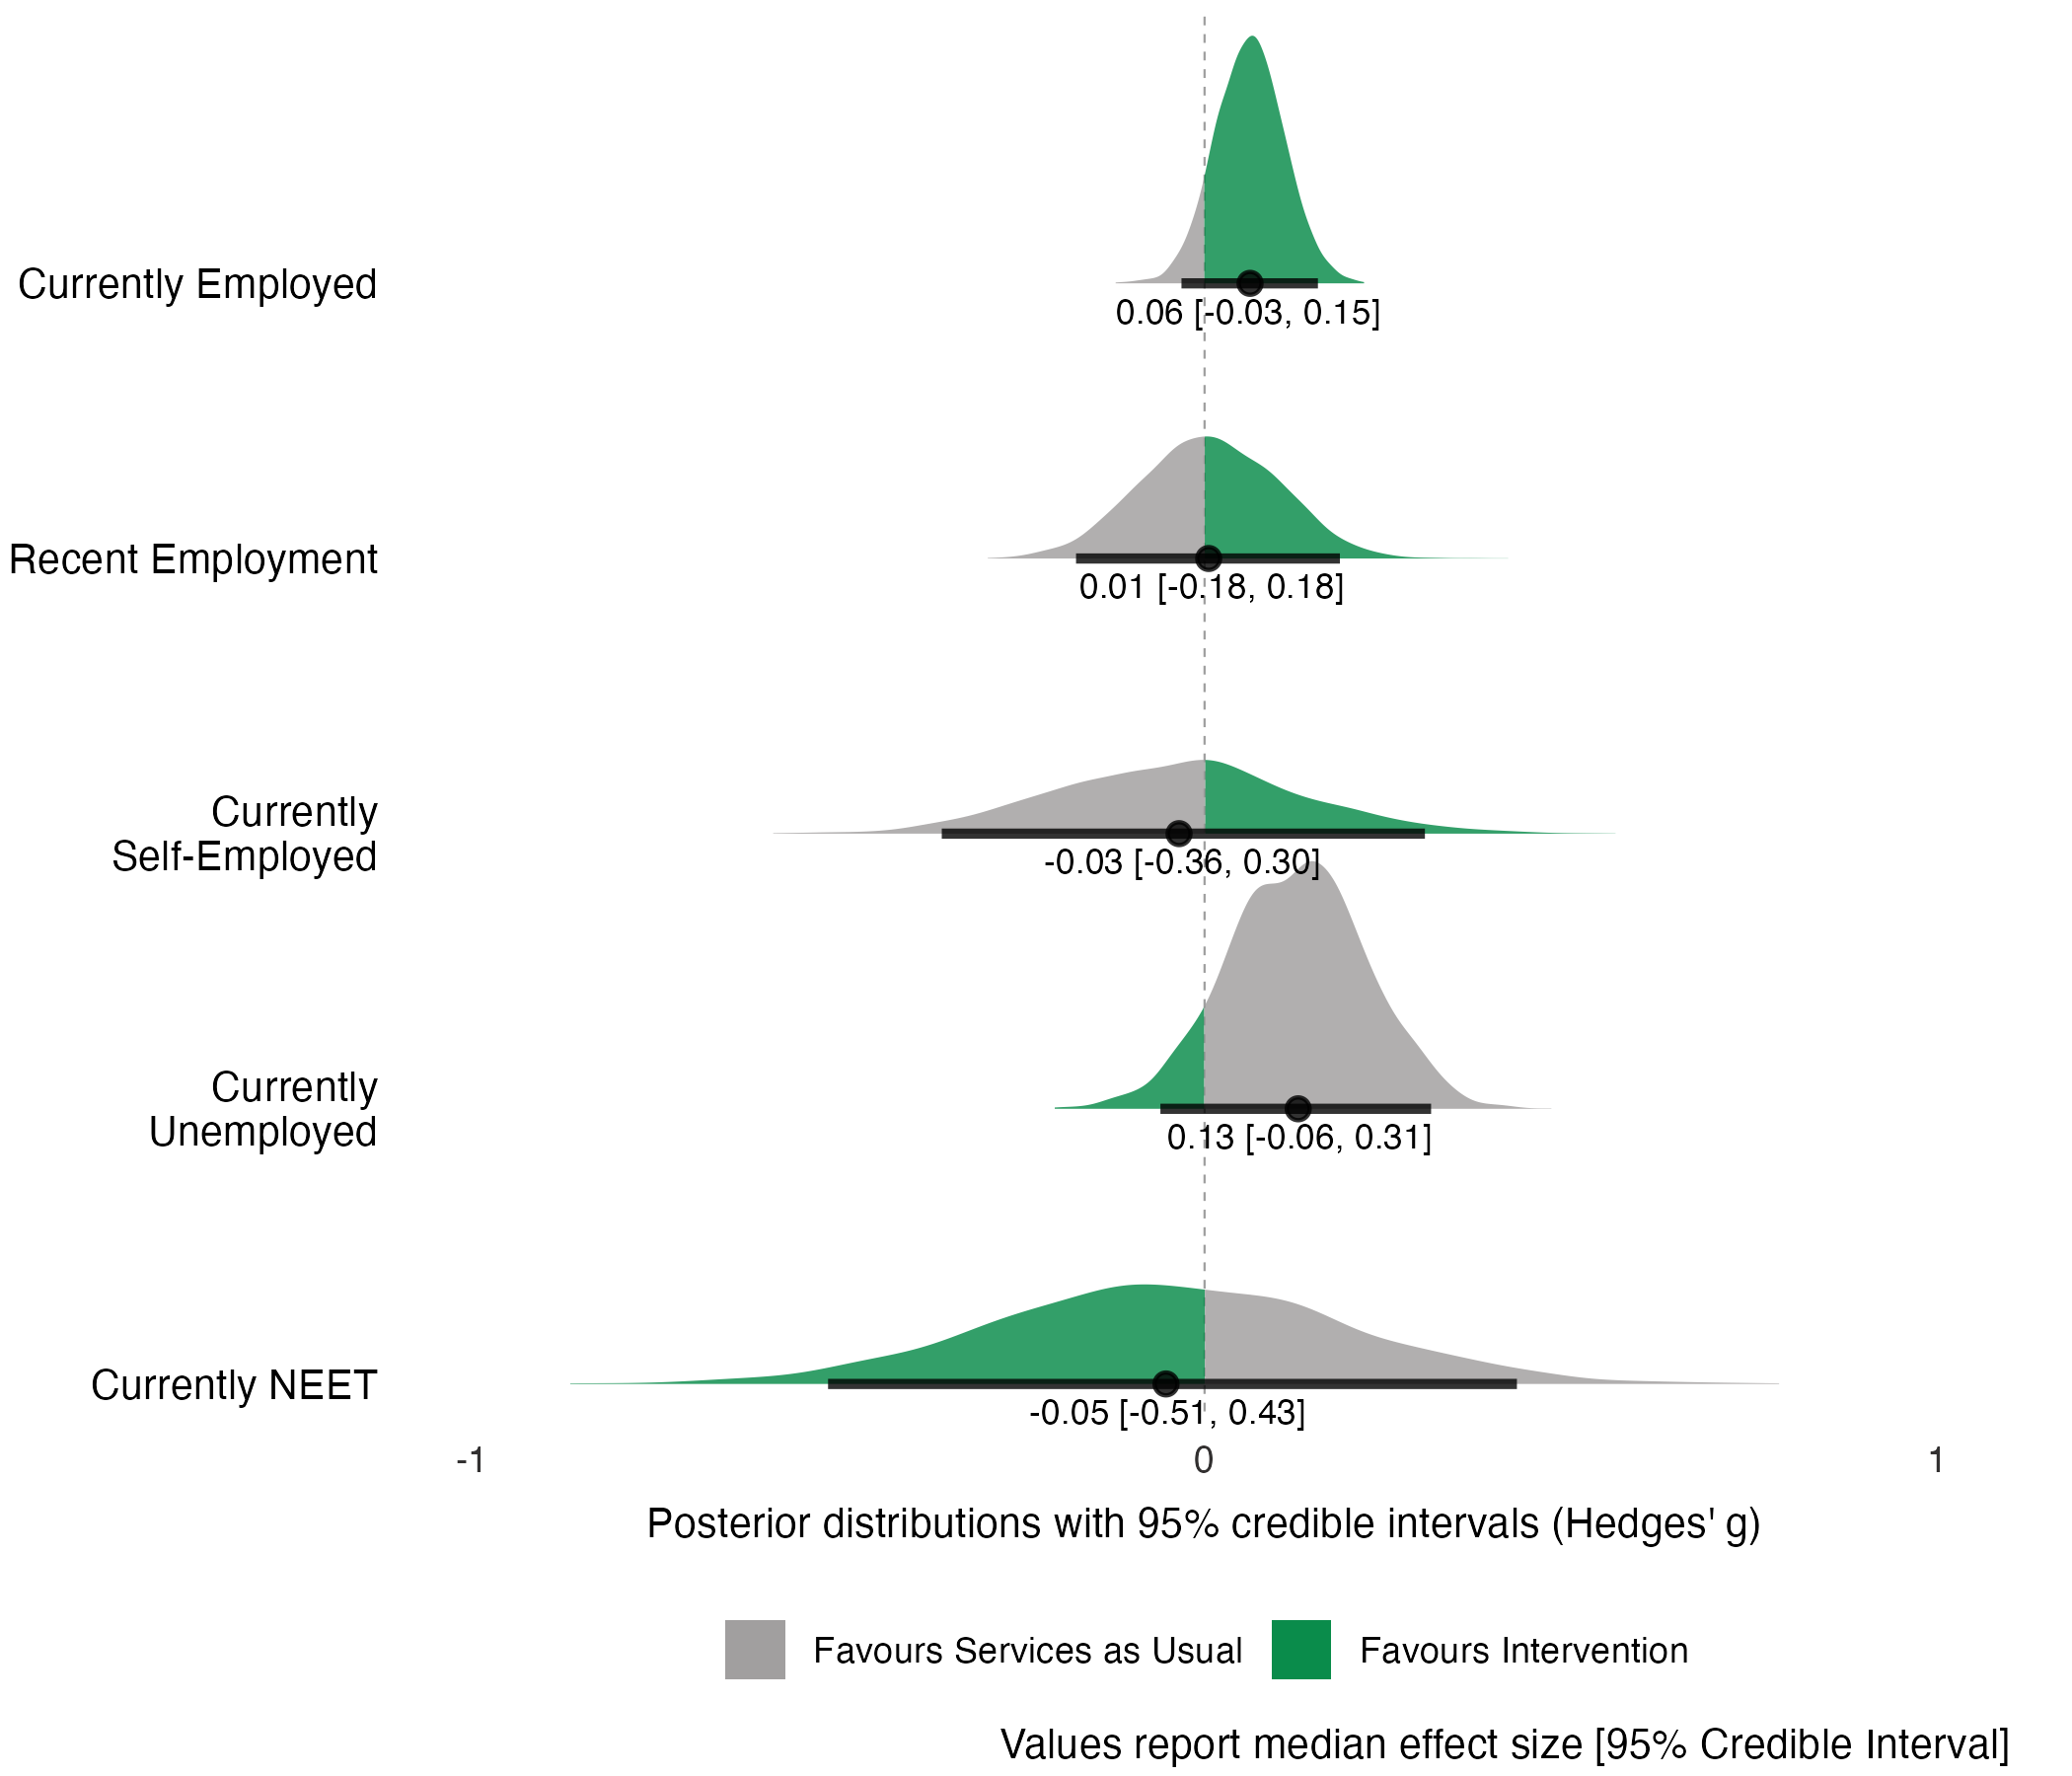 Currently Employed
0.06 [-0.03, 0.15]
Recent Employment
0.01 [-0.18, 0.18]
Currently
Self-Employed
-0.03 [-0.36, 0.30]
Currently
Unemployed
0.13 [-0.06, 0.31]
Currently NEET
-0.05 [-0.51, 0.43]
-1 0 1
Posterior distributions with 95% credible intervals (Hedges' g)
Favours Services as Usual Favours Intervention
Values report median effect size [95% Credible Interval]